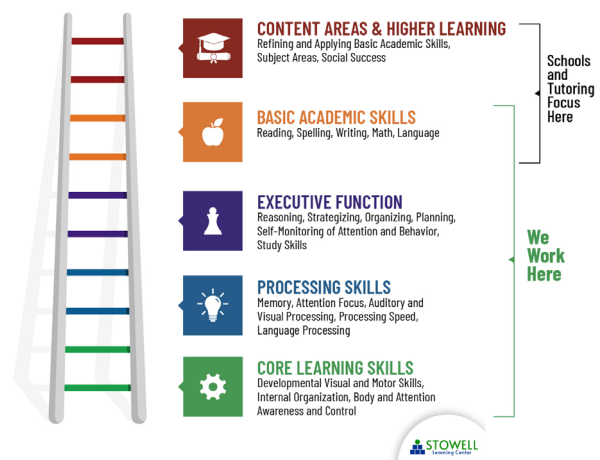 CONTENT AREAS & HIGHER LEARNING
Refining and Applying Basic Academic Skills,
Subject Areas, Social Success
Schools
and
Tutoring
Focus
Here
BASIC ACADEMIC SKILLS
Reading, Spelling, Writing, Math, Language
EXECUTIVE FUNCTION
Reasoning, Strategizing, Organizing, Planning,
Self-Monitoring of Attention and Behavior,
Study Skills
We
Work
Here
PROCESSING SKILLS
Memory, Attention Focus, Auditory and
Visual Processing, Processing Speed,
Language Processing
CORE LEARNING SKILLS
Developmental Visual and Motor Skills,
Internal Organization, Body and Attention
Awareness and Control
STOWELL
Learning Center